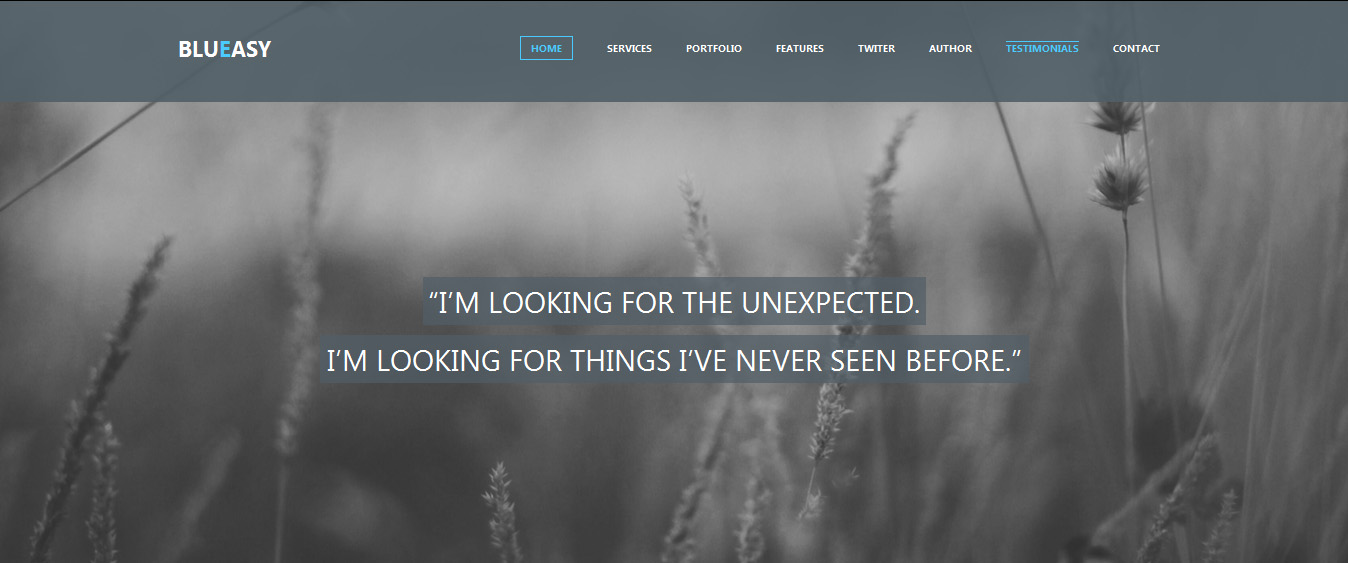 BLUEASY HOME SERVICES PORTFOLIO FEATURES TWITER AUTHOR TESTIMONIALS CONTACT
“I’M LOOKING FOR THE UNEXPECTED.
I’M LOOKING FOR THINGS I’VE NEVER SEEN BEFORE.”